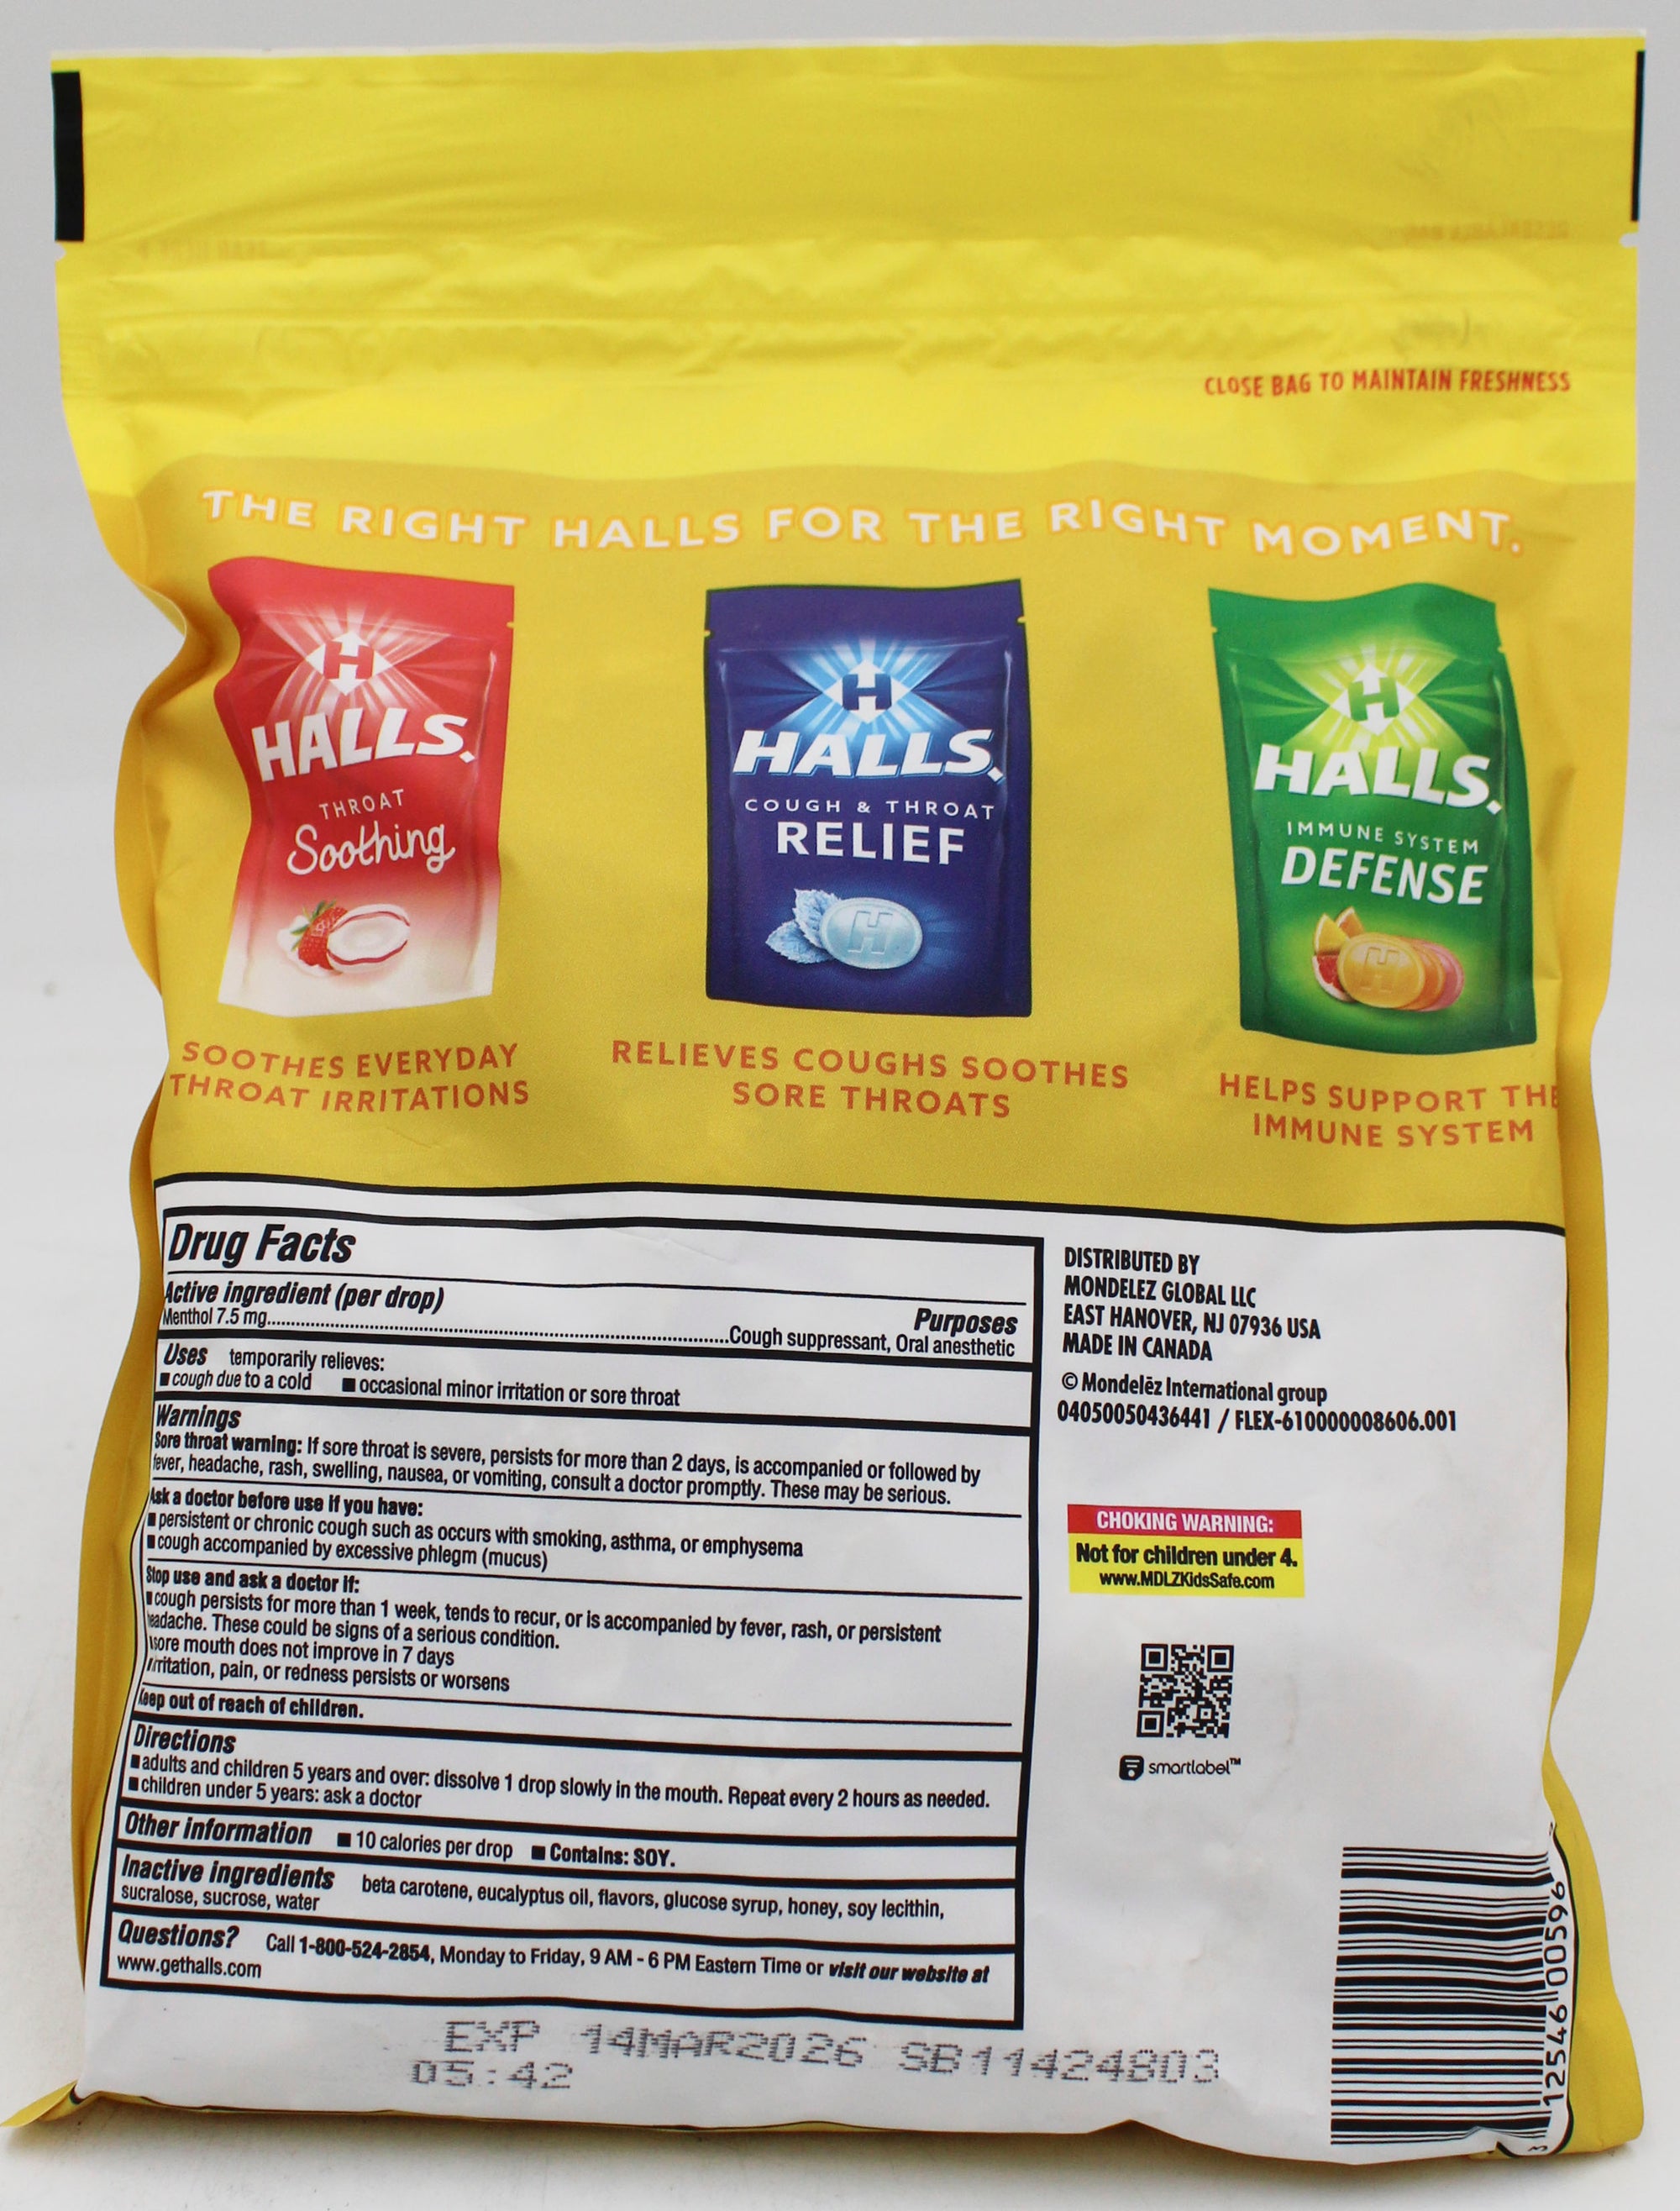 CLOSE BAG TO MAINTAIN FRESHNESS
THE RIGHT HALLS FOR THE RIGHT MOMENT.
H
HALLS.
THROAT
Soothing
SOOTHES EVERYDAY
THROAT IRRITATIONS
H
HALLS.
COUGH & THROAT
RELIEF
H
RELIEVES COUGHS SOOTHES
SORE THROATS
H
HALLS.
IMMUNE SYSTEM
DEFENSE
H
HELPS SUPPORT THE
IMMUNE SYSTEM
Drug Facts
Active ingredient (per drop) Purposes
Menthol 7.5 mg...Cough suppressant, Oral anesthetic
Uses temporarily relieves:
■ cough due to a cold ■ occasional minor irritation or sore throat
Warnings
Sore throat warning: If sore throat is severe, persists for more than 2 days, is accompanied or followed by
fever, headache, rash, swelling, nausea, or vomiting, consult a doctor promptly. These may be serious.
Ask a doctor before use if you have:
■ persistent or chronic cough such as occurs with smoking, asthma, or emphysema
■ cough accompanied by excessive phlegm (mucus)
Stop use and ask a doctor if:
■ cough persists for more than 1 week, tends to recur, or is accompanied by fever, rash, or persistent
headache. These could be signs of a serious condition.
■ sore mouth does not improve in 7 days
■ irritation, pain, or redness persists or worsens
Keep out of reach of children.
Directions
■ adults and children 5 years and over: dissolve 1 drop slowly in the mouth. Repeat every 2 hours as needed.
■ children under 5 years: ask a doctor
Other information ■ 10 calories per drop ■ Contains: SOY.
Inactive ingredients beta carotene, eucalyptus oil, flavors, glucose syrup, honey, soy lecithin,
sucralose, sucrose, water
Questions? Call 1-800-524-2854, Monday to Friday, 9 AM - 6 PM Eastern Time or visit our website at
www.gethalls.com
DISTRIBUTED BY
MONDELEZ GLOBAL LLC
EAST HANOVER, NJ 07936 USA
MADE IN CANADA
© Mondelēz International group
04050050436441 / FLEX-610000008606.001
CHOKING WARNING:
Not for children under 4.
www.MDLZKidsSafe.com
smartlabel™
3 12546 00596
EXP 14MAR2026 SB11424803
05:42